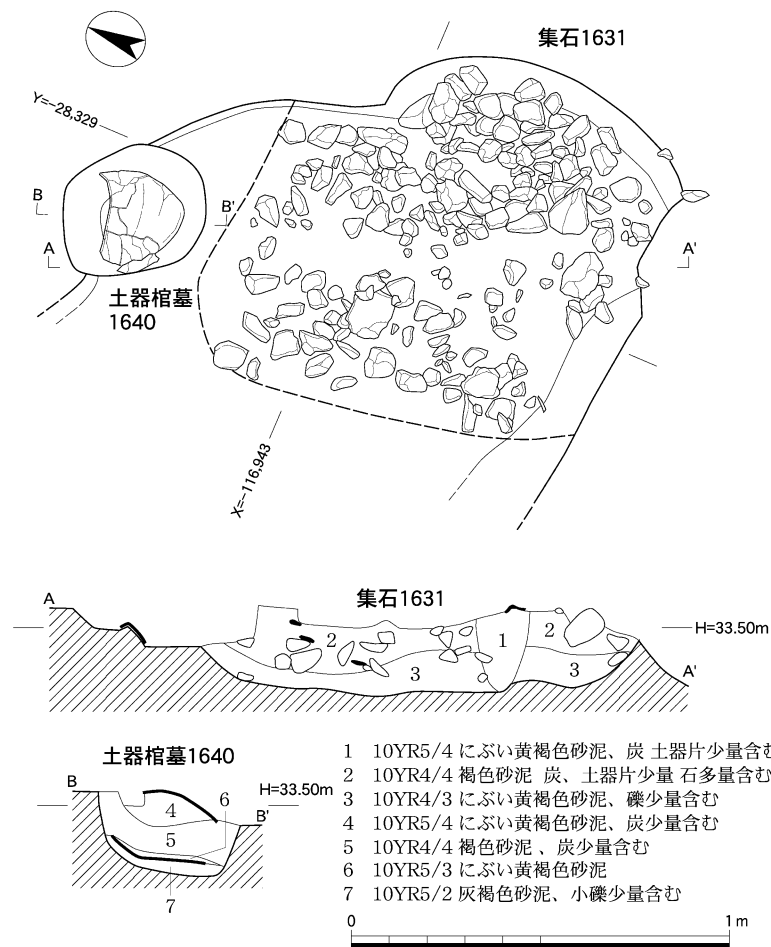 集石1631
Y=-28,329
B
B'
A
A'
土器棺墓
1640
X=-116,943
A
集石1631
1
2
2
H=33.50m
3
3
A'
土器棺墓1640
B
H=33.50m
6
4
B'
5
7
1 10YR5/4 にぶい黄褐色砂泥、炭 土器片少量含む
2 10YR4/4 褐色砂泥 炭、土器片少量 石多量含む
3 10YR4/3 にぶい黄褐色砂泥、礫少量含む
4 10YR5/4 にぶい黄褐色砂泥、炭少量含む
5 10YR4/4 褐色砂泥 、炭少量含む
6 10YR5/3 にぶい黄褐色砂泥
7 10YR5/2 灰褐色砂泥、小礫少量含む
0
1m